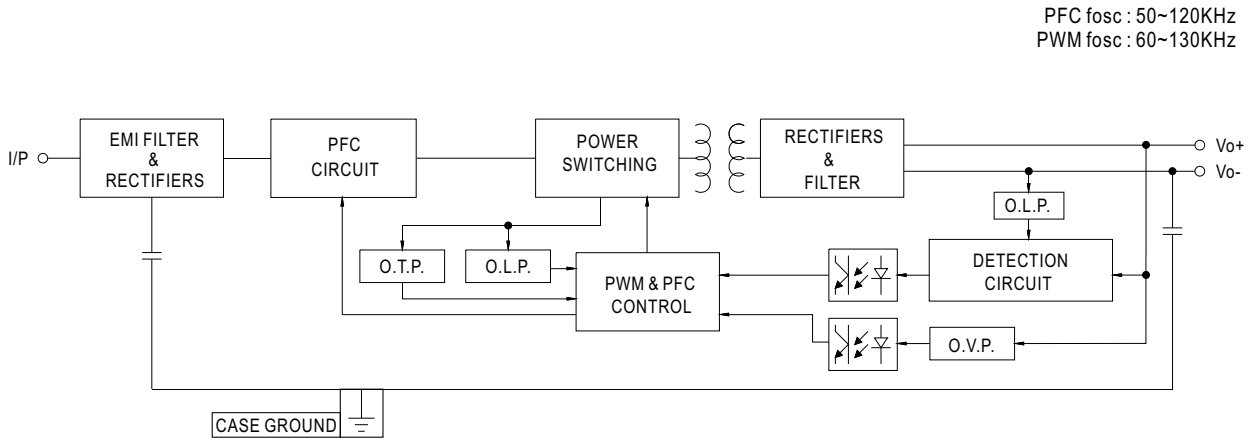 PFC fosc : 50~120KHz
PWM fosc : 60~130KHz
I/P
EMI FILTER
&
RECTIFIERS
PFC
CIRCUIT
POWER
SWITCHING
RECTIFIERS
&
FILTER
Vo+
Vo-
O.L.P.
O.T.P.
O.L.P.
PWM & PFC
CONTROL
DETECTION
CIRCUIT
O.V.P.
CASE GROUND